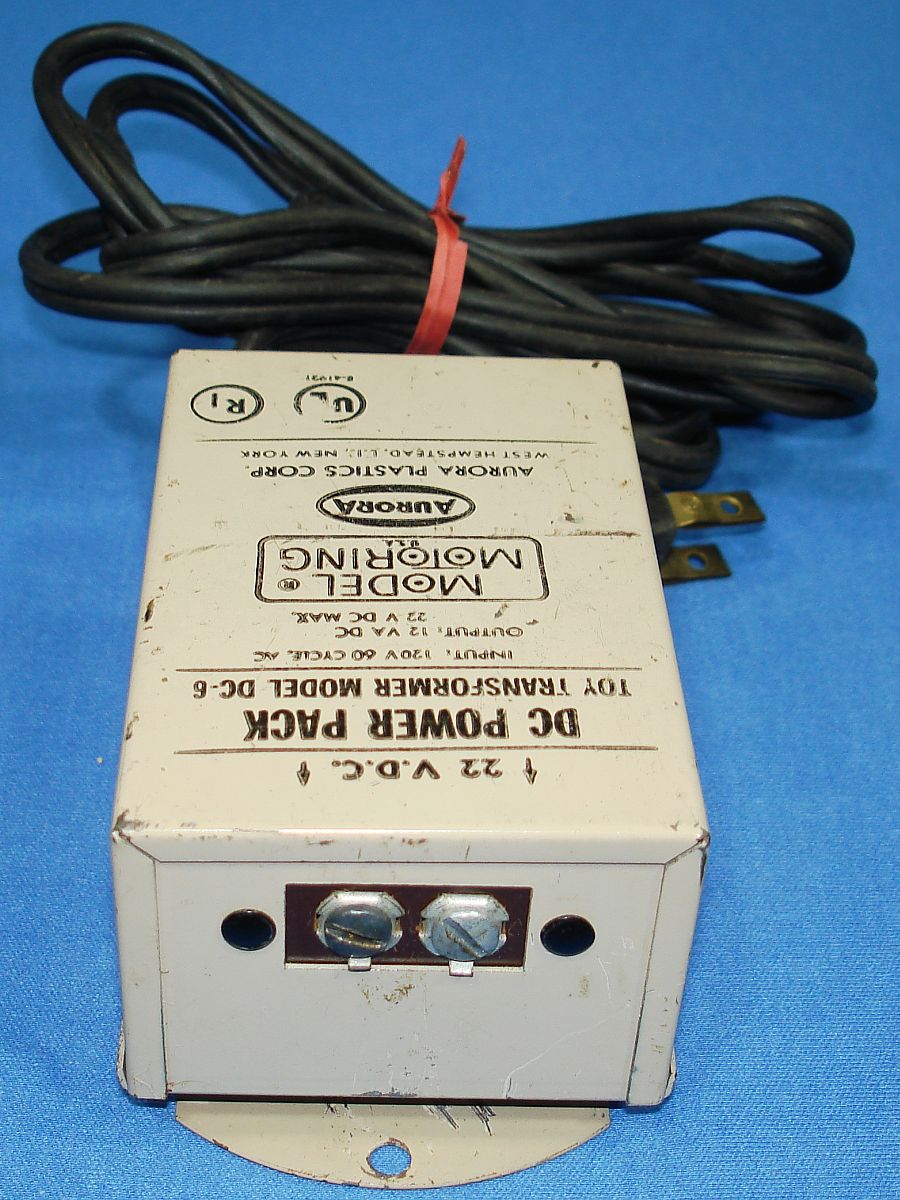 ↑ 22 V.D.C. ↑
DC POWER PACK
TOY TRANSFORMER MODEL DC-6
INPUT: 120V 60 CYCLE, AC
OUTPUT: 12 VA DC
22 V DC MAX.
MODEL ®
MOTORING
U.S.A.
AURORA
AURORA PLASTICS CORP.
WEST HEMPSTEAD, L.I., NEW YORK
UL RI